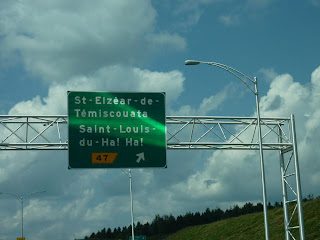 St-Elzéar-de-
Témiscouata
Saint-Louis-
du-Ha! Ha!
47